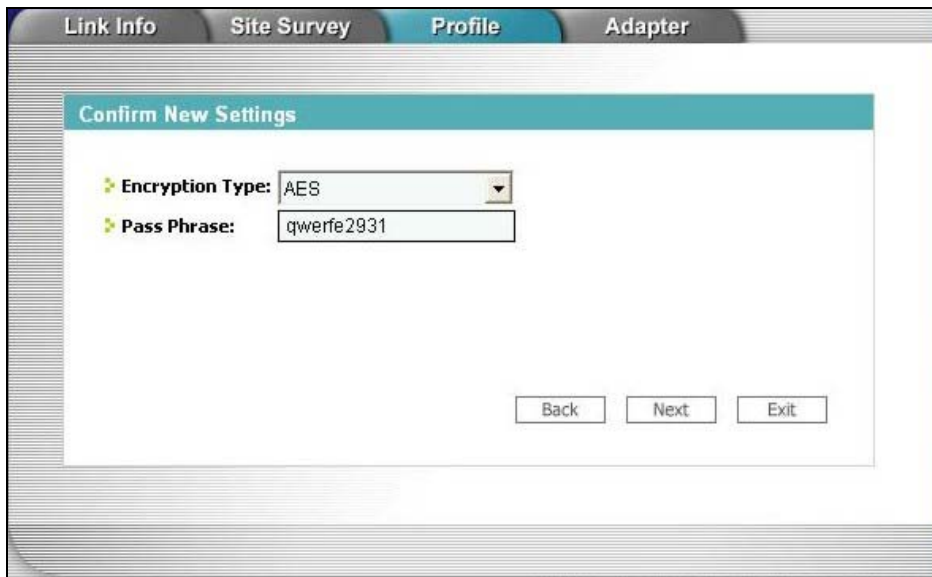 Link Info Site Survey Profile Adapter
Confirm New Settings
Encryption Type: AES
Pass Phrase: qwerfe2931
Back Next Exit